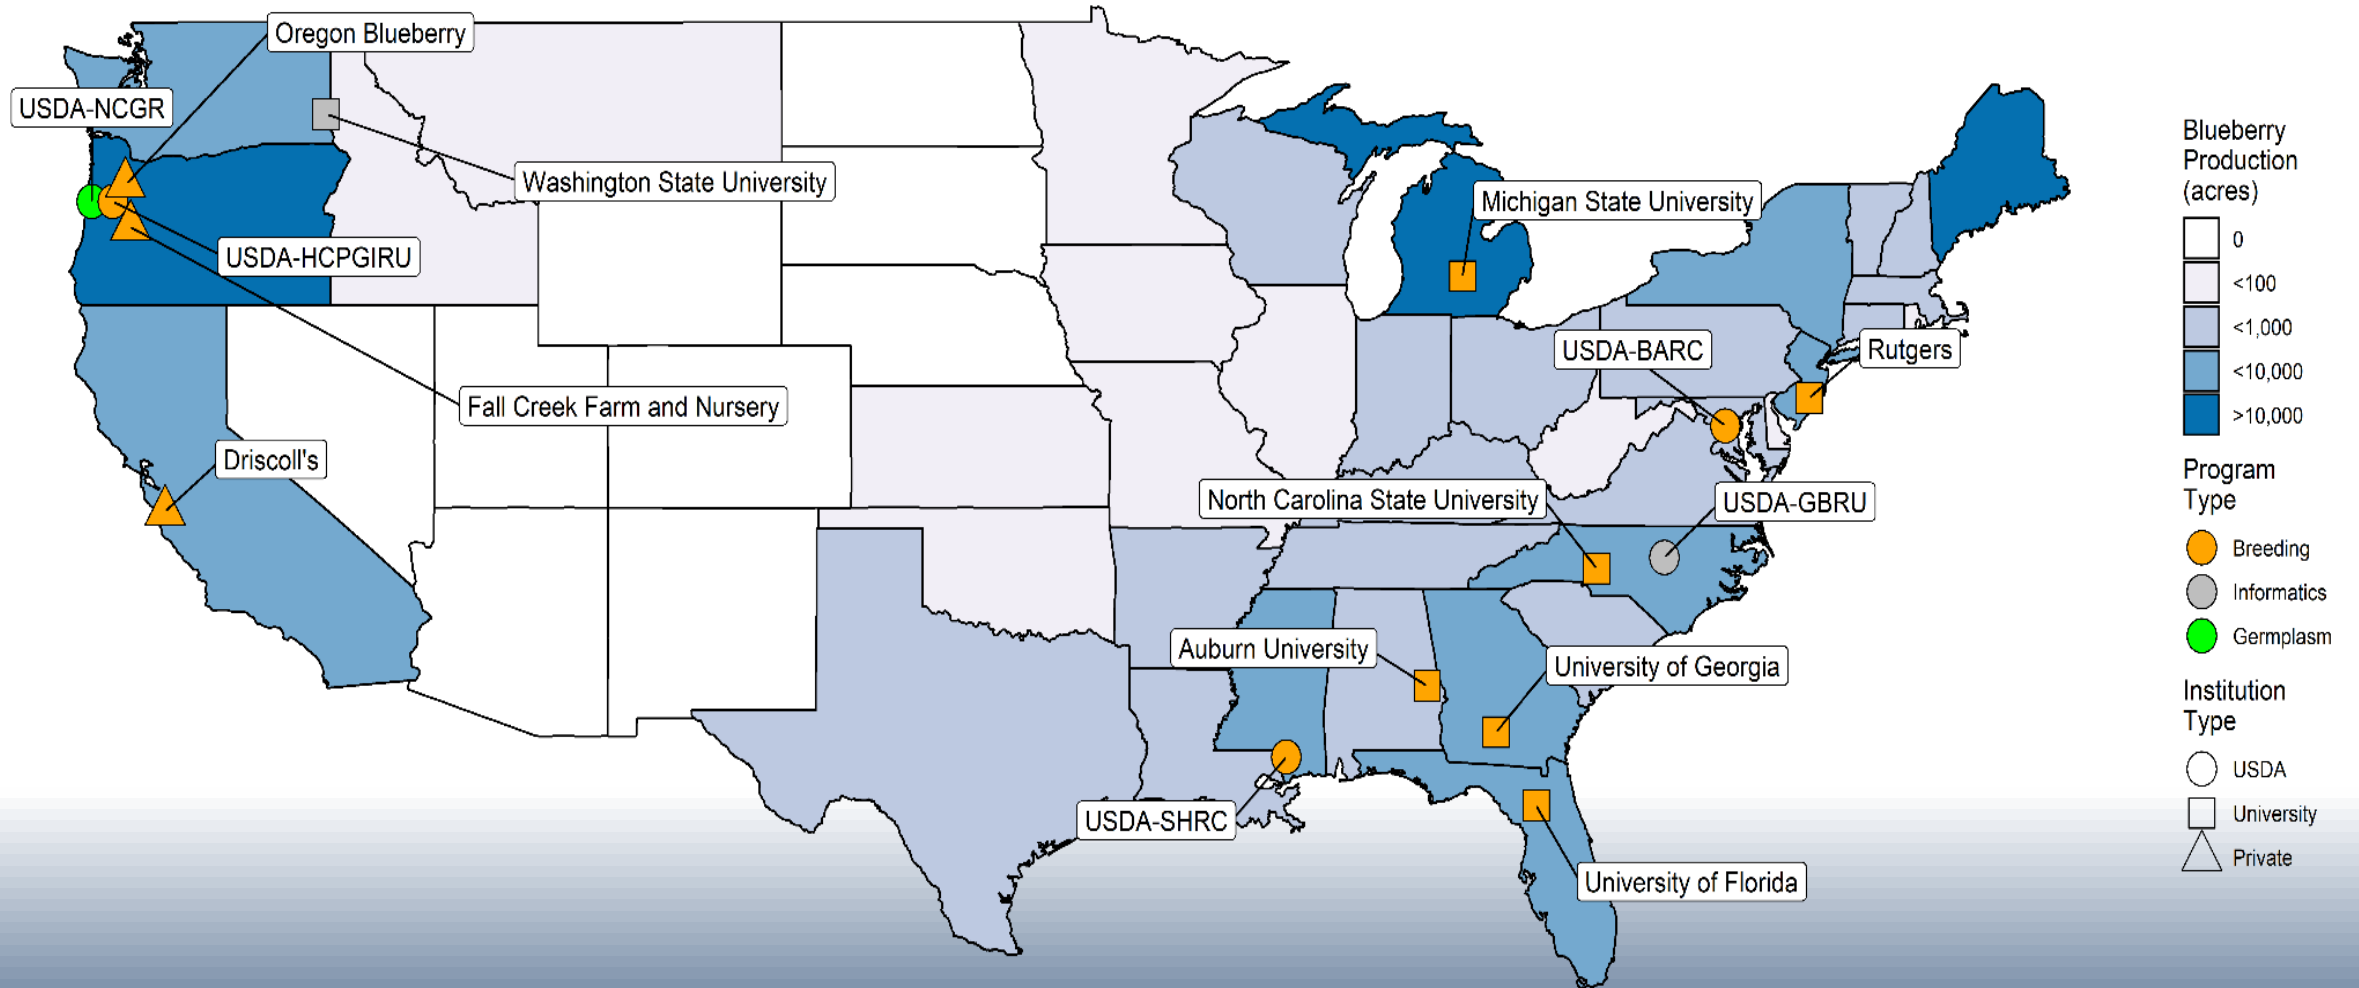 Oregon Blueberry
USDA-NCGR
Washington State University
USDA-HCPGIRU
Fall Creek Farm and Nursery
Driscoll's
Michigan State University
USDA-BARC
Rutgers
North Carolina State University
USDA-GBRU
Auburn University
University of Georgia
USDA-SHRC
University of Florida
Blueberry
Production
(acres)
0
<100
<1,000
<10,000
>10,000
Program
Type
Breeding
Informatics
Germplasm
Institution
Type
USDA
University
Private